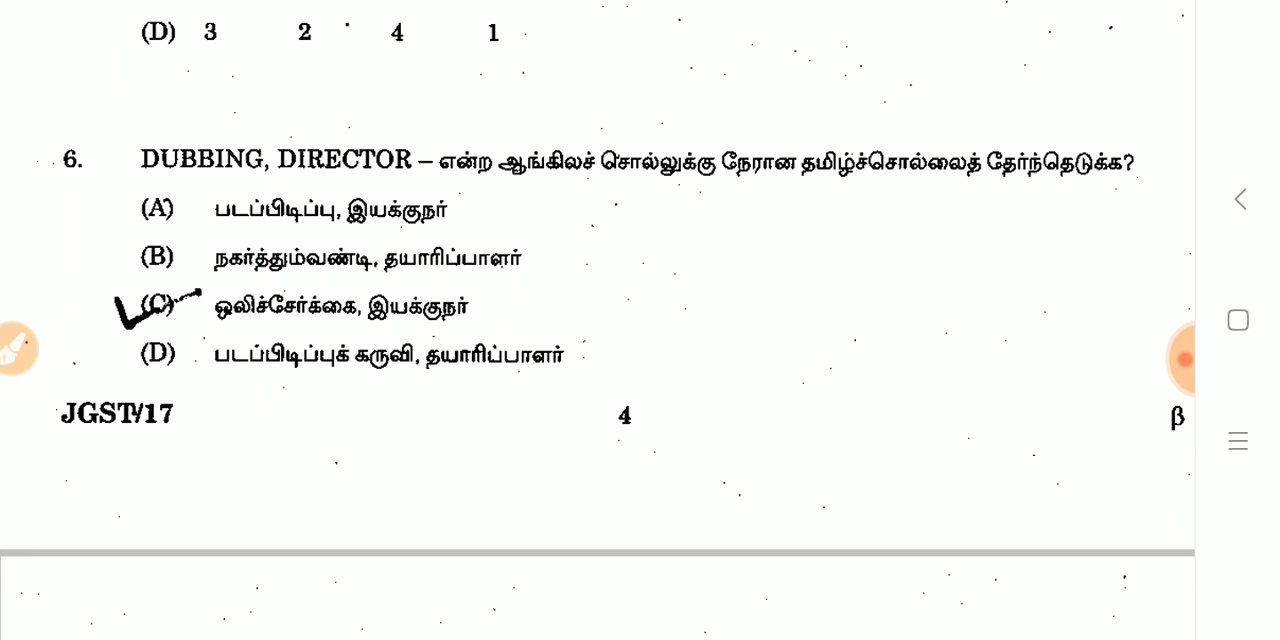 (D) 3 2 4 1
6. DUBBING, DIRECTOR – என்ற ஆங்கிலச் சொல்லுக்கு நேரான தமிழ்ச்சொல்லைத் தேர்ந்தெடுக்க?
(A) படப்பிடிப்பு, இயக்குநர்
(B) நகர்த்தும்வண்டி, தயாரிப்பாளர்
(C) ஒலிச்சேர்க்கை, இயக்குநர்
(D) படப்பிடிப்புக் கருவி, தயாரிப்பாளர்
JGST/17 4 β